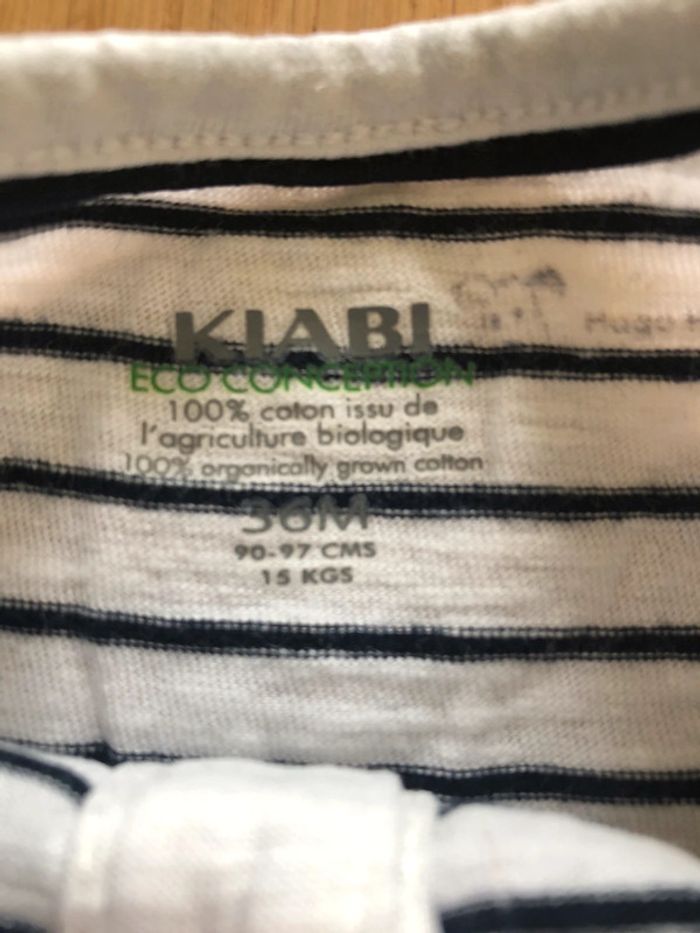 KIABI
ECO CONCEPTION
100% coton issu de
l'agriculture biologique
100% organically grown cotton
36M
90-97 CMS
15 KGS
Hugo